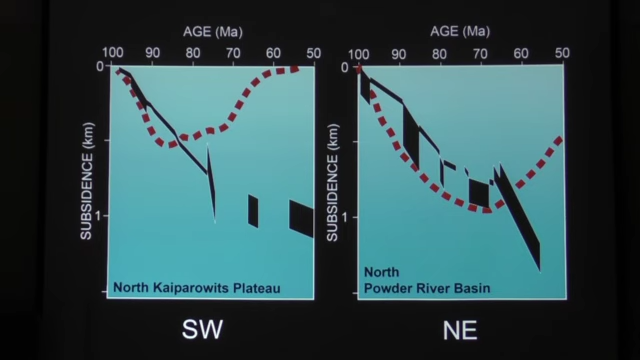 AGE (Ma)
100 90 80 70 60 50
0
1
SUBSIDENCE (km)
North Kaiparowits Plateau
SW
AGE (Ma)
100 90 80 70 60 50
0
1
SUBSIDENCE (km)
North
Powder River Basin
NE